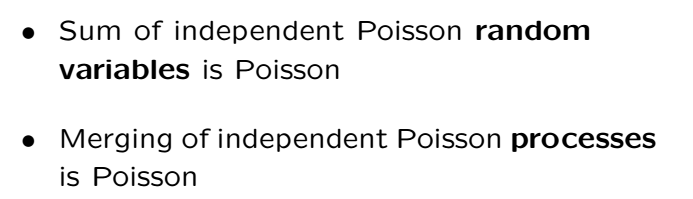 • Sum of independent Poisson random
variables is Poisson
• Merging of independent Poisson processes
is Poisson